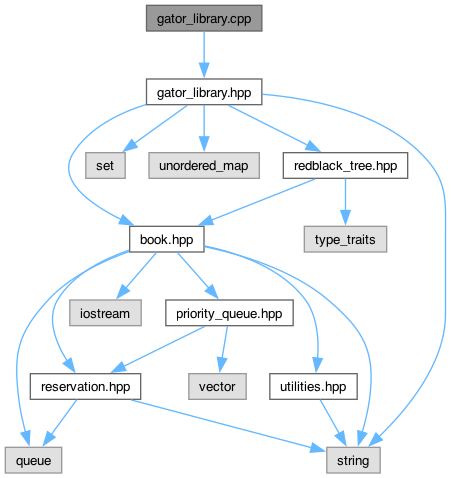 gator_library.cpp
gator_library.hpp
set
unordered_map
redblack_tree.hpp
book.hpp
type_traits
iostream
priority_queue.hpp
reservation.hpp
vector
utilities.hpp
queue
string